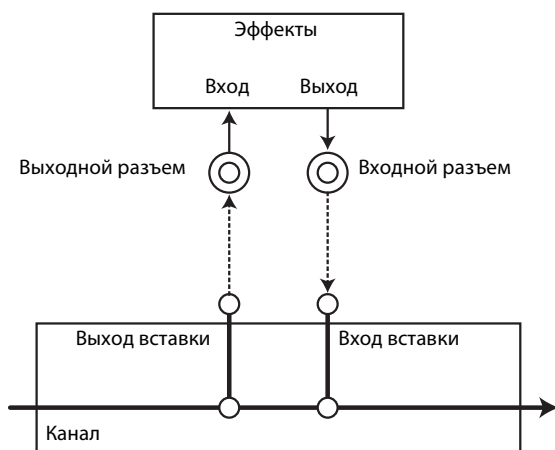 Эффекты
Вход Выход
Выходной разъем Входной разъем
Выход вставки Вход вставки
Канал